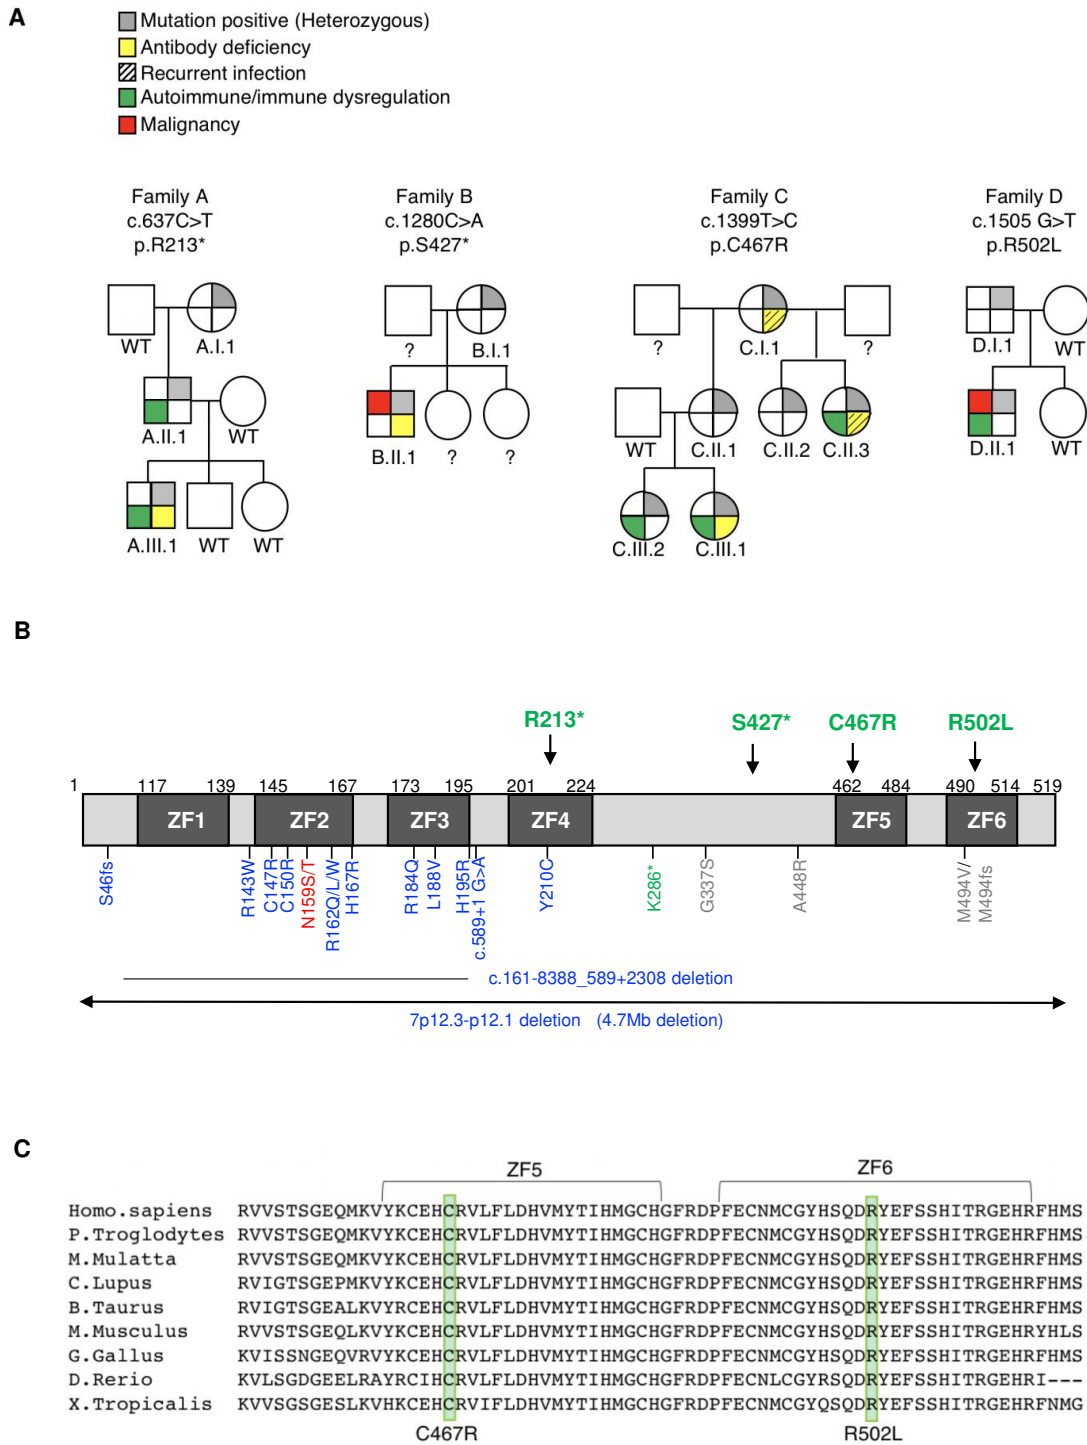 A
Mutation positive (Heterozygous)
Antibody deficiency
Recurrent infection
Autoimmune/immune dysregulation
Malignancy
Family A
c.637C>T
p.R213*
WT
A.I.1
A.II.1
WT
A.III.1
WT
WT
Family B
c.1280C>A
p.S427*
?
B.I.1
B.II.1
?
?
Family C
c.1399T>C
p.C467R
?
C.I.1
?
WT
C.II.1
C.II.2
C.II.3
C.III.2
C.III.1
Family D
c.1505 G>T
p.R502L
D.I.1
WT
D.II.1
WT
B
R213*
S427*
C467R
R502L
1 117 139 145 167 173 195 201 224 462 484 490 514 519
ZF1 ZF2 ZF3 ZF4 ZF5 ZF6
S46fs
R143W
C147R
C150R
N159S/T
R162Q/L/W
H167R
R184Q
L188V
H195R
c.589+1 G>A
Y210C
K286*
G337S
A448R
M494V/
M494fs
c.161-8388_589+2308 deletion
7p12.3-p12.1 deletion (4.7Mb deletion)
C
ZF5 ZF6
Homo.sapiens RVVSTSGEQMKVYKCEHCRVLFLDHVMYTIHMGCHGFRDPFECNMCGYHSQDRYEFSSHITRGEHRFHMS
P.Troglodytes RVVSTSGEQMKVYKCEHCRVLFLDHVMYTIHMGCHGFRDPFECNMCGYHSQDRYEFSSHITRGEHRFHMS
M.Mulatta RVVSTSGEQMKVYKCEHCRVLFLDHVMYTIHMGCHGFRDPFECNMCGYHSQDRYEFSSHITRGEHRFHMS
C.Lupus RVIGTSGEPMKVYKCEHCRVLFLDHVMYTIHMGCHGFRDPFECNMCGYHSQDRYEFSSHITRGEHRFHMS
B.Taurus RVIGTSGEALKVYRCEHCRVLFLDHVMYTIHMGCHGFRDPFECNMCGYHSQDRYEFSSHITRGEHRFHMS
M.Musculus RVVSTSGEQLKVYKCEHCRVLFLDHVMYTIHMGCHGFRDPFECNMCGYHSQDRYEFSSHITRGEHRYHLS
G.Gallus KVISSNGEQVRVYKCEHCRVLFLDHVMYTIHMGCHGFRDPFECNMCGYHSQDRYEFSSHITRGEHRFHMS
D.Rerio KVLSGDGEELRAYRCIHCRVLFLDHVMYTIHMGCHGFRDPFECNLCGYRSQDRYEFSSHITRGEHRI---
X.Tropicalis KVVSGSGESLKVHKCEHCRVIFLDHVMYTIHMGCHGFRDPFECNMCGYQSQDRYEFSSHITRGEHRFNMG
C467R R502L